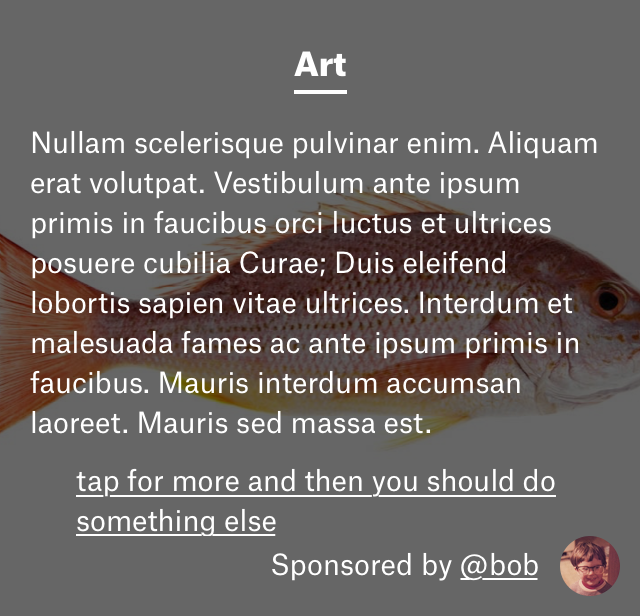 Art
Nullam scelerisque pulvinar enim. Aliquam
erat volutpat. Vestibulum ante ipsum
primis in faucibus orci luctus et ultrices
posuere cubilia Curae; Duis eleifend
lobortis sapien vitae ultrices. Interdum et
malesuada fames ac ante ipsum primis in
faucibus. Mauris interdum accumsan
laoreet. Mauris sed massa est.
tap for more and then you should do
something else
Sponsored by @bob